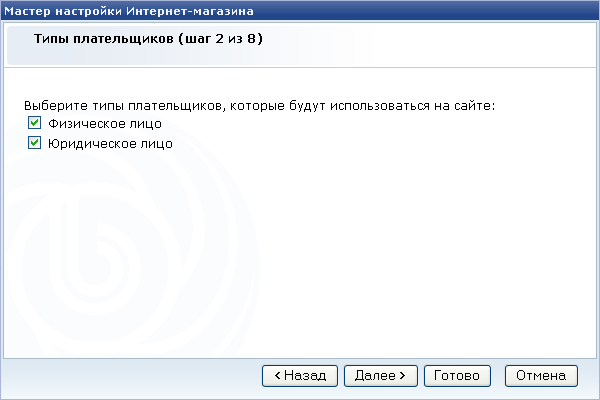 Мастер настройки Интернет-магазина
Типы плательщиков (шаг 2 из 8)
Выберите типы плательщиков, которые будут использоваться на сайте:
Физическое лицо
Юридическое лицо
< Назад
Далее >
Готово
Отмена